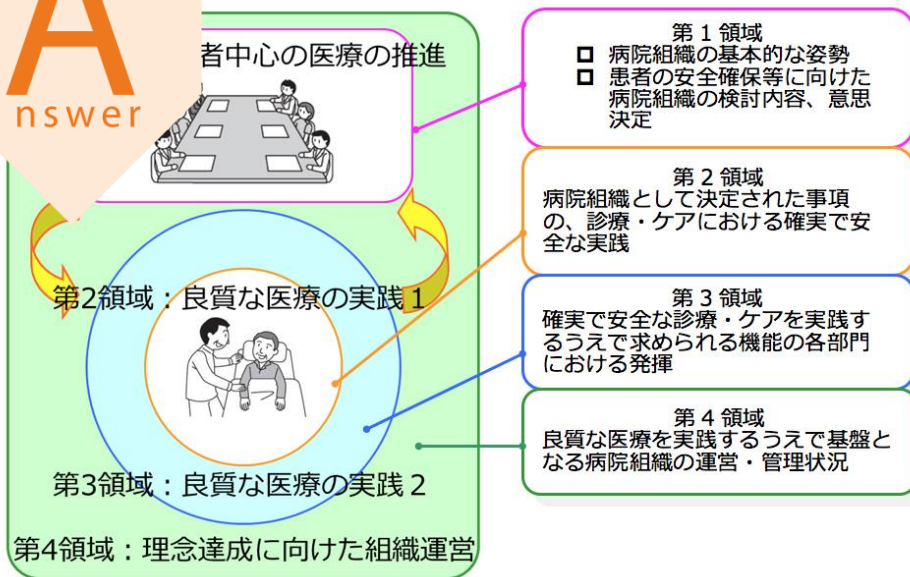 A
nswer
者中心の医療の推進
第2領域：良質な医療の実践１
第3領域：良質な医療の実践２
第4領域：理念達成に向けた組織運営
第１領域
病院組織の基本的な姿勢
患者の安全確保等に向けた
病院組織の検討内容、意思
決定
第２領域
病院組織として決定された事項
の、診療・ケアにおける確実で安
全な実践
第３領域
確実で安全な診療・ケアを実践す
るうえで求められる機能の各部門
における発揮
第４領域
良質な医療を実践するうえで基盤と
なる病院組織の運営・管理状況